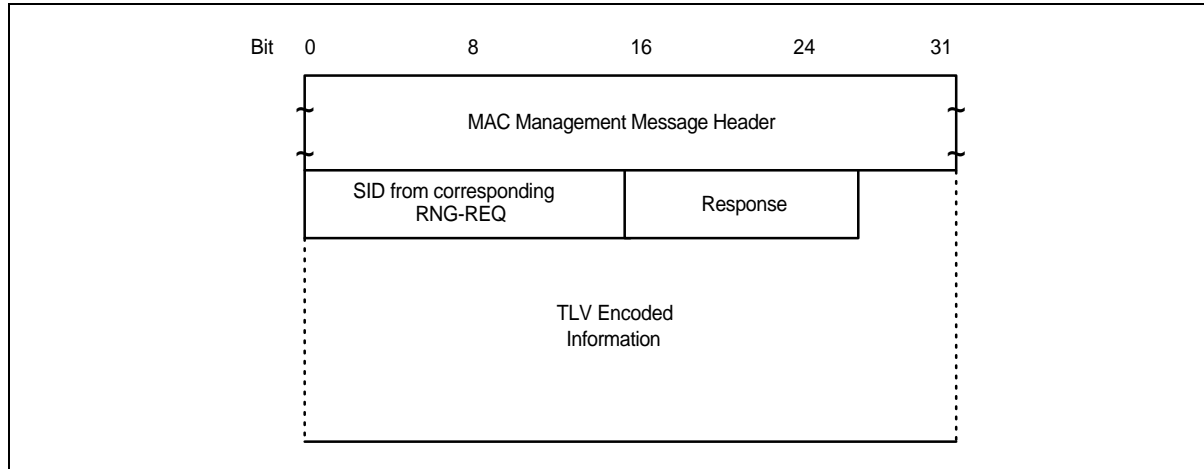 Bit 0 8 16 24 31
MAC Management Message Header
SID from corresponding
RNG-REQ
Response
TLV Encoded
Information